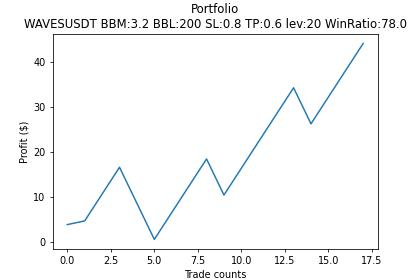 Portfolio
WAVESUSDT BBM:3.2 BBL:200 SL:0.8 TP:0.6 lev:20 WinRatio:78.0
40
30
20
10
0
Profit ($)
0.0 2.5 5.0 7.5 10.0 12.5 15.0 17.5
Trade counts